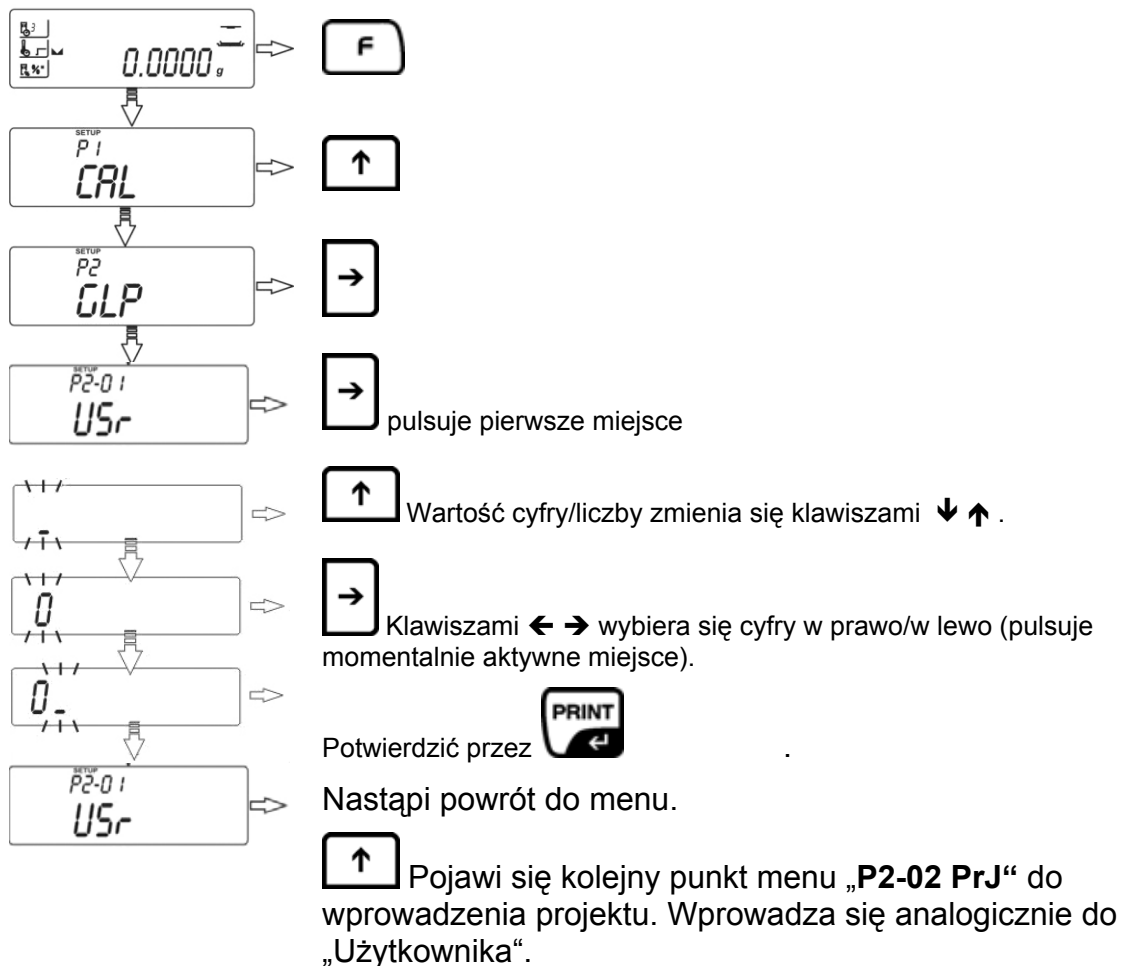 0.0000 g
F
SETUP
P1
CAL
↑
SETUP
P2
GLP
→
SETUP
P2-01
USr
→ pulsuje pierwsze miejsce
-
↑ Wartość cyfry/liczby zmienia się klawiszami ↓ ↑ .
0
→ Klawiszami ← → wybiera się cyfry w prawo/w lewo (pulsuje
momentalnie aktywne miejsce).
0_
PRINT
Potwierdzić przez .
SETUP
P2-01
USr
Nastąpi powrót do menu.
↑ Pojawi się kolejny punkt menu „P2-02 PrJ“ do
wprowadzenia projektu. Wprowadza się analogicznie do
„Użytkownika“.